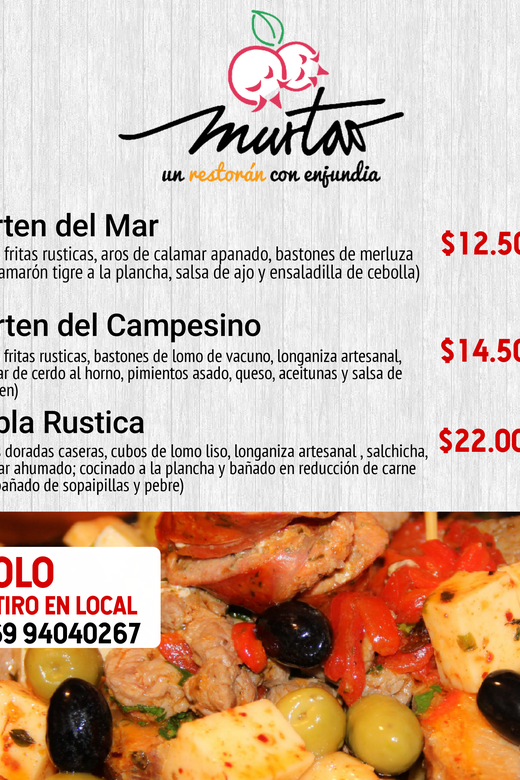 murtao
un restorán con enjundia
rten del Mar
$12.50
fritas rusticas, aros de calamar apanado, bastones de merluza
amarón tigre a la plancha, salsa de ajo y ensaladilla de cebolla)
rten del Campesino
$14.50
fritas rusticas, bastones de lomo de vacuno, longaniza artesanal,
ar de cerdo al horno, pimientos asado, queso, aceitunas y salsa de
en)
bla Rustica
$22.00
s doradas caseras, cubos de lomo liso, longaniza artesanal , salchicha,
ar ahumado; cocinado a la plancha y bañado en reducción de carne
pañado de sopaipillas y pebre)
OLO
TIRO EN LOCAL
69 94040267